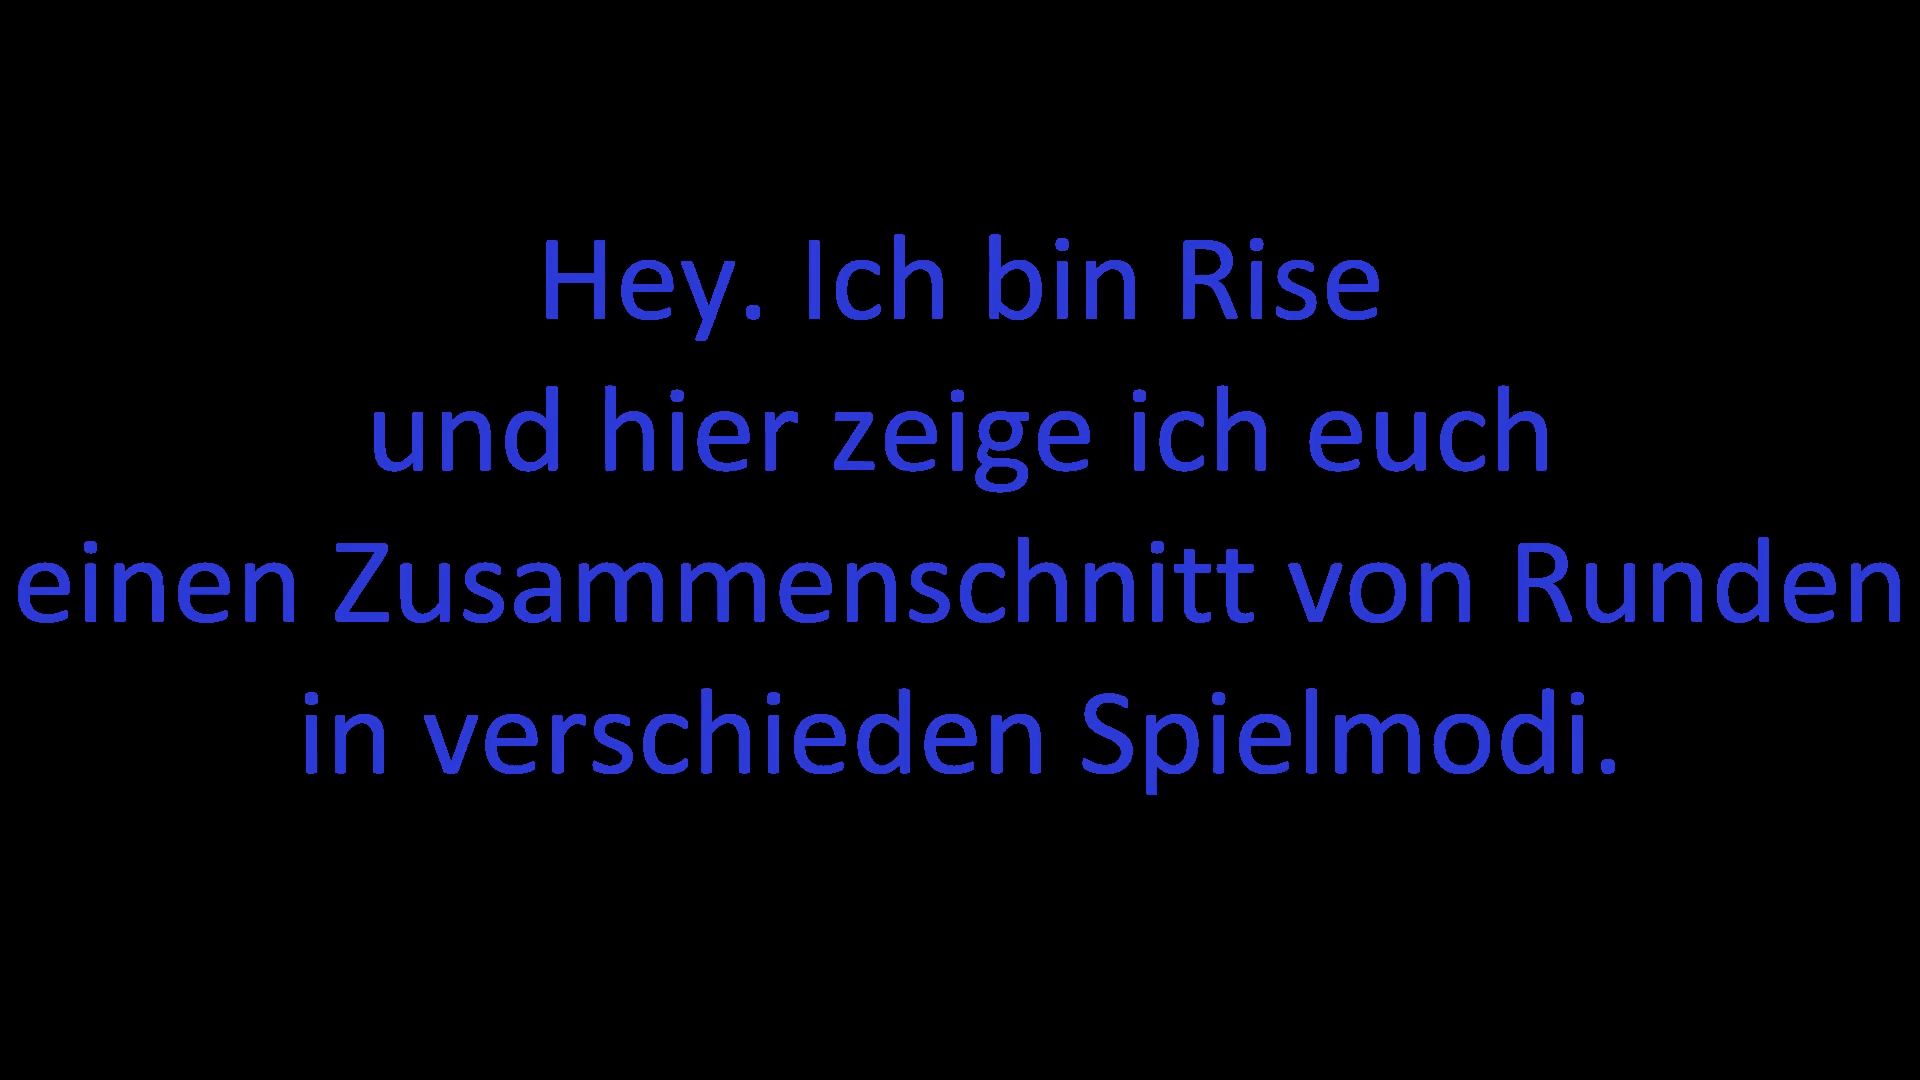 Hey. Ich bin Rise
und hier zeige ich euch
einen Zusammenschnitt von Runden
in verschieden Spielmodi.